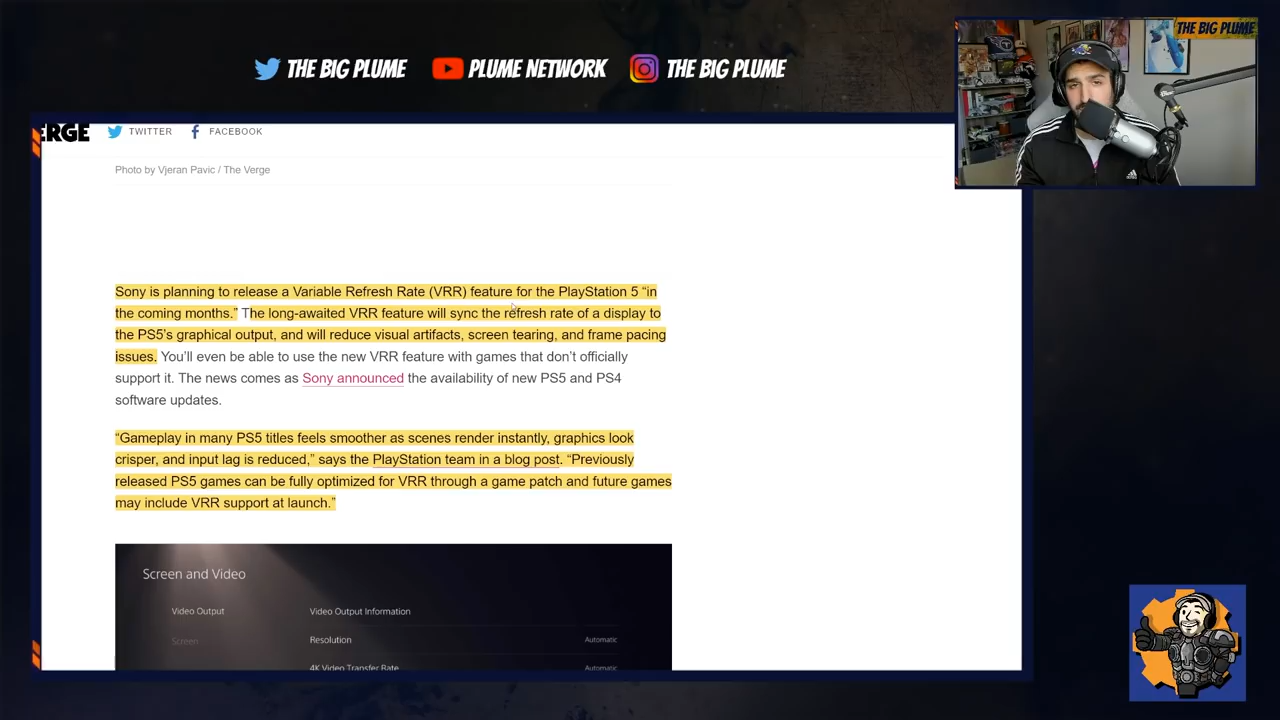 THE BIG PLUME
PLUME NETWORK
THE BIG PLUME
THE BIG PLUME
ERGE
TWITTER
FACEBOOK
Photo by Vjeran Pavic / The Verge
Sony is planning to release a Variable Refresh Rate (VRR) feature for the PlayStation 5 “in
the coming months.” The long-awaited VRR feature will sync the refresh rate of a display to
the PS5’s graphical output, and will reduce visual artifacts, screen tearing, and frame pacing
issues. You’ll even be able to use the new VRR feature with games that don’t officially
support it. The news comes as Sony announced the availability of new PS5 and PS4
software updates.
“Gameplay in many PS5 titles feels smoother as scenes render instantly, graphics look
crisper, and input lag is reduced,” says the PlayStation team in a blog post. “Previously
released PS5 games can be fully optimized for VRR through a game patch and future games
may include VRR support at launch.”
Screen and Video
Video Output
Video Output Information
Screen
Resolution
Automatic
4K Video Transfer Rate
Automatic